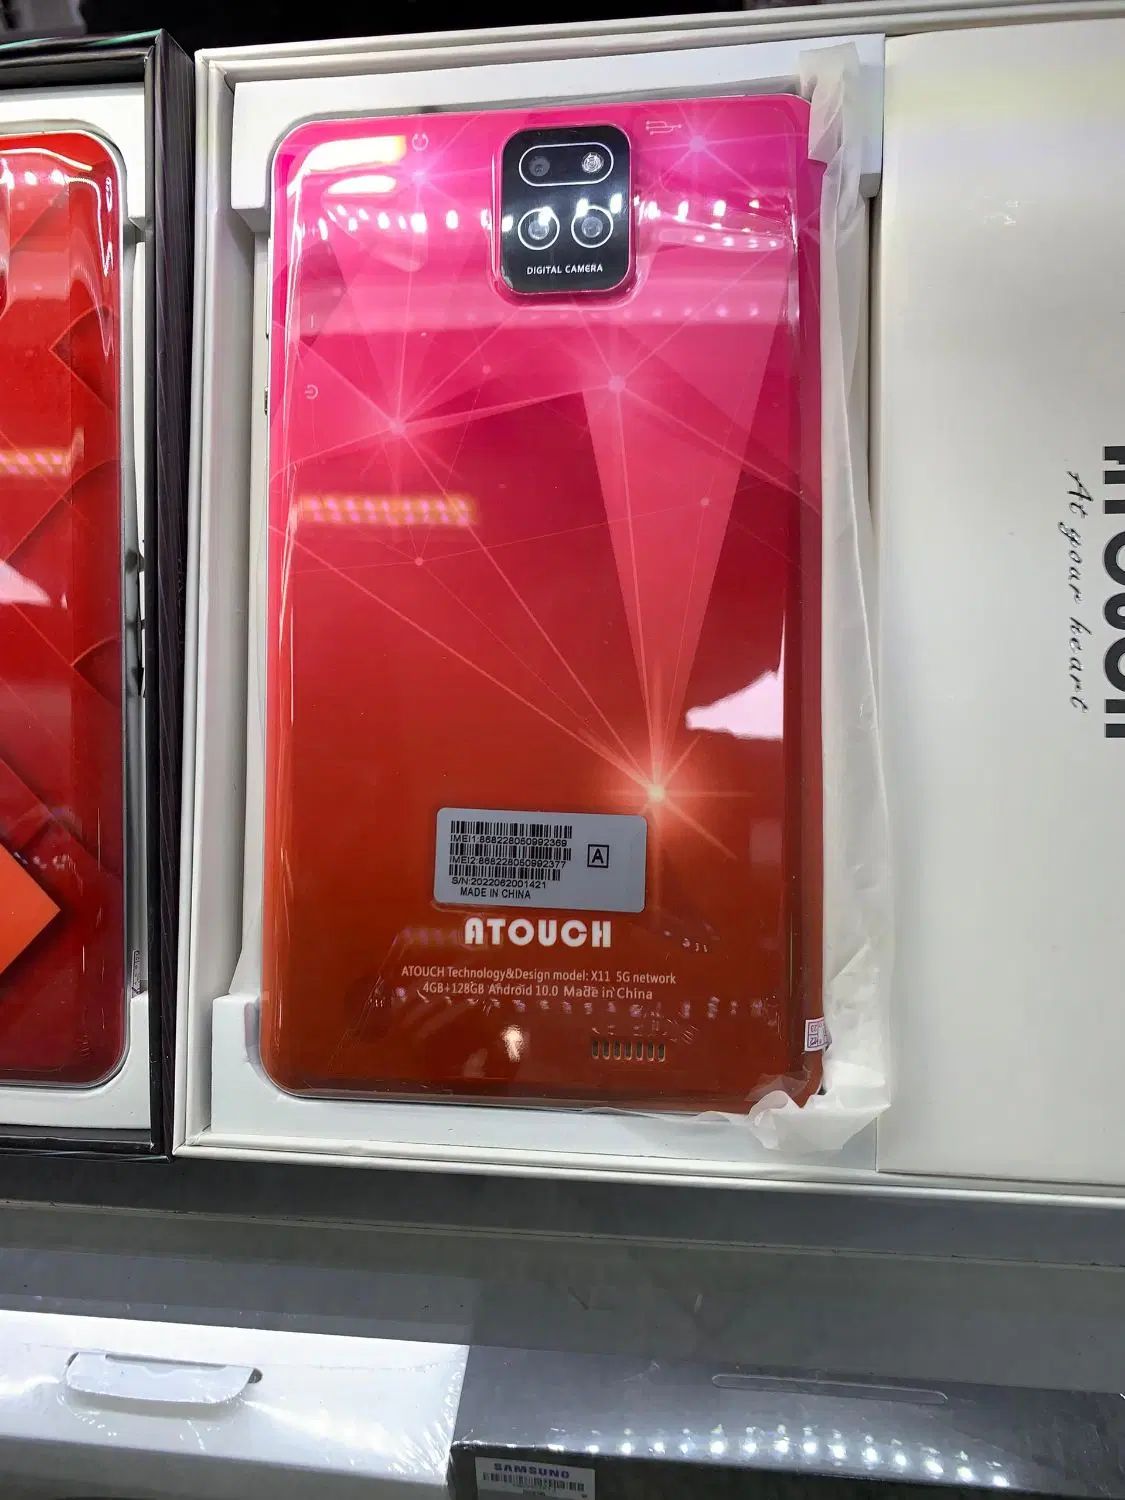 DIGITAL CAMERA
IMEI1:868228050992369
IMEI2:868228050992377
S/N:2022062001421
MADE IN CHINA
A
ATOUCH
ATOUCH Technology&Design model: X11 5G network
4GB+128GB Android 10.0 Made in China
ATOUCH
At your heart
SAMSUNG